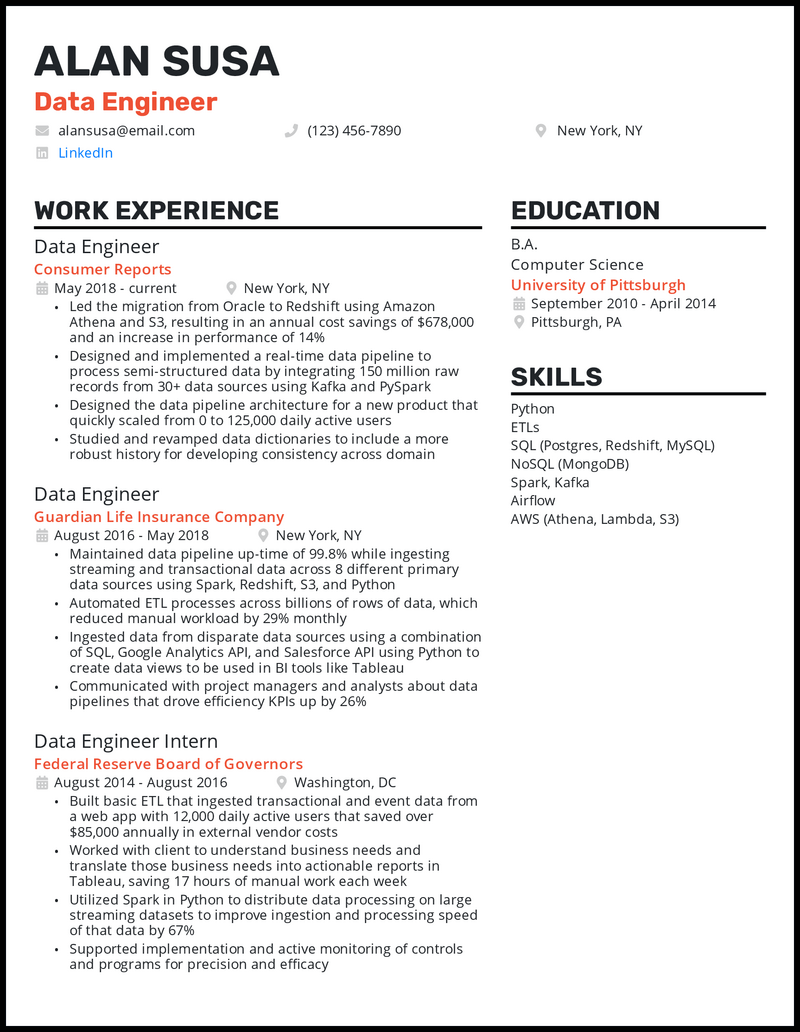 ALAN SUSA
Data Engineer
alansusa@email.com (123) 456-7890 New York, NY
LinkedIn
WORK EXPERIENCE
Data Engineer
Consumer Reports
May 2018 - current New York, NY
• Led the migration from Oracle to Redshift using Amazon
Athena and S3, resulting in an annual cost savings of $678,000
and an increase in performance of 14%
• Designed and implemented a real-time data pipeline to
process semi-structured data by integrating 150 million raw
records from 30+ data sources using Kafka and PySpark
• Designed the data pipeline architecture for a new product that
quickly scaled from 0 to 125,000 daily active users
• Studied and revamped data dictionaries to include a more
robust history for developing consistency across domain
Data Engineer
Guardian Life Insurance Company
August 2016 - May 2018 New York, NY
• Maintained data pipeline up-time of 99.8% while ingesting
streaming and transactional data across 8 different primary
data sources using Spark, Redshift, S3, and Python
• Automated ETL processes across billions of rows of data, which
reduced manual workload by 29% monthly
• Ingested data from disparate data sources using a combination
of SQL, Google Analytics API, and Salesforce API using Python to
create data views to be used in BI tools like Tableau
• Communicated with project managers and analysts about data
pipelines that drove efficiency KPIs up by 26%
Data Engineer Intern
Federal Reserve Board of Governors
August 2014 - August 2016 Washington, DC
• Built basic ETL that ingested transactional and event data from
a web app with 12,000 daily active users that saved over
$85,000 annually in external vendor costs
• Worked with client to understand business needs and
translate those business needs into actionable reports in
Tableau, saving 17 hours of manual work each week
• Utilized Spark in Python to distribute data processing on large
streaming datasets to improve ingestion and processing speed
of that data by 67%
• Supported implementation and active monitoring of controls
and programs for precision and efficacy
EDUCATION
B.A.
Computer Science
University of Pittsburgh
September 2010 - April 2014
Pittsburgh, PA
SKILLS
Python
ETLs
SQL (Postgres, Redshift, MySQL)
NoSQL (MongoDB)
Spark, Kafka
Airflow
AWS (Athena, Lambda, S3)